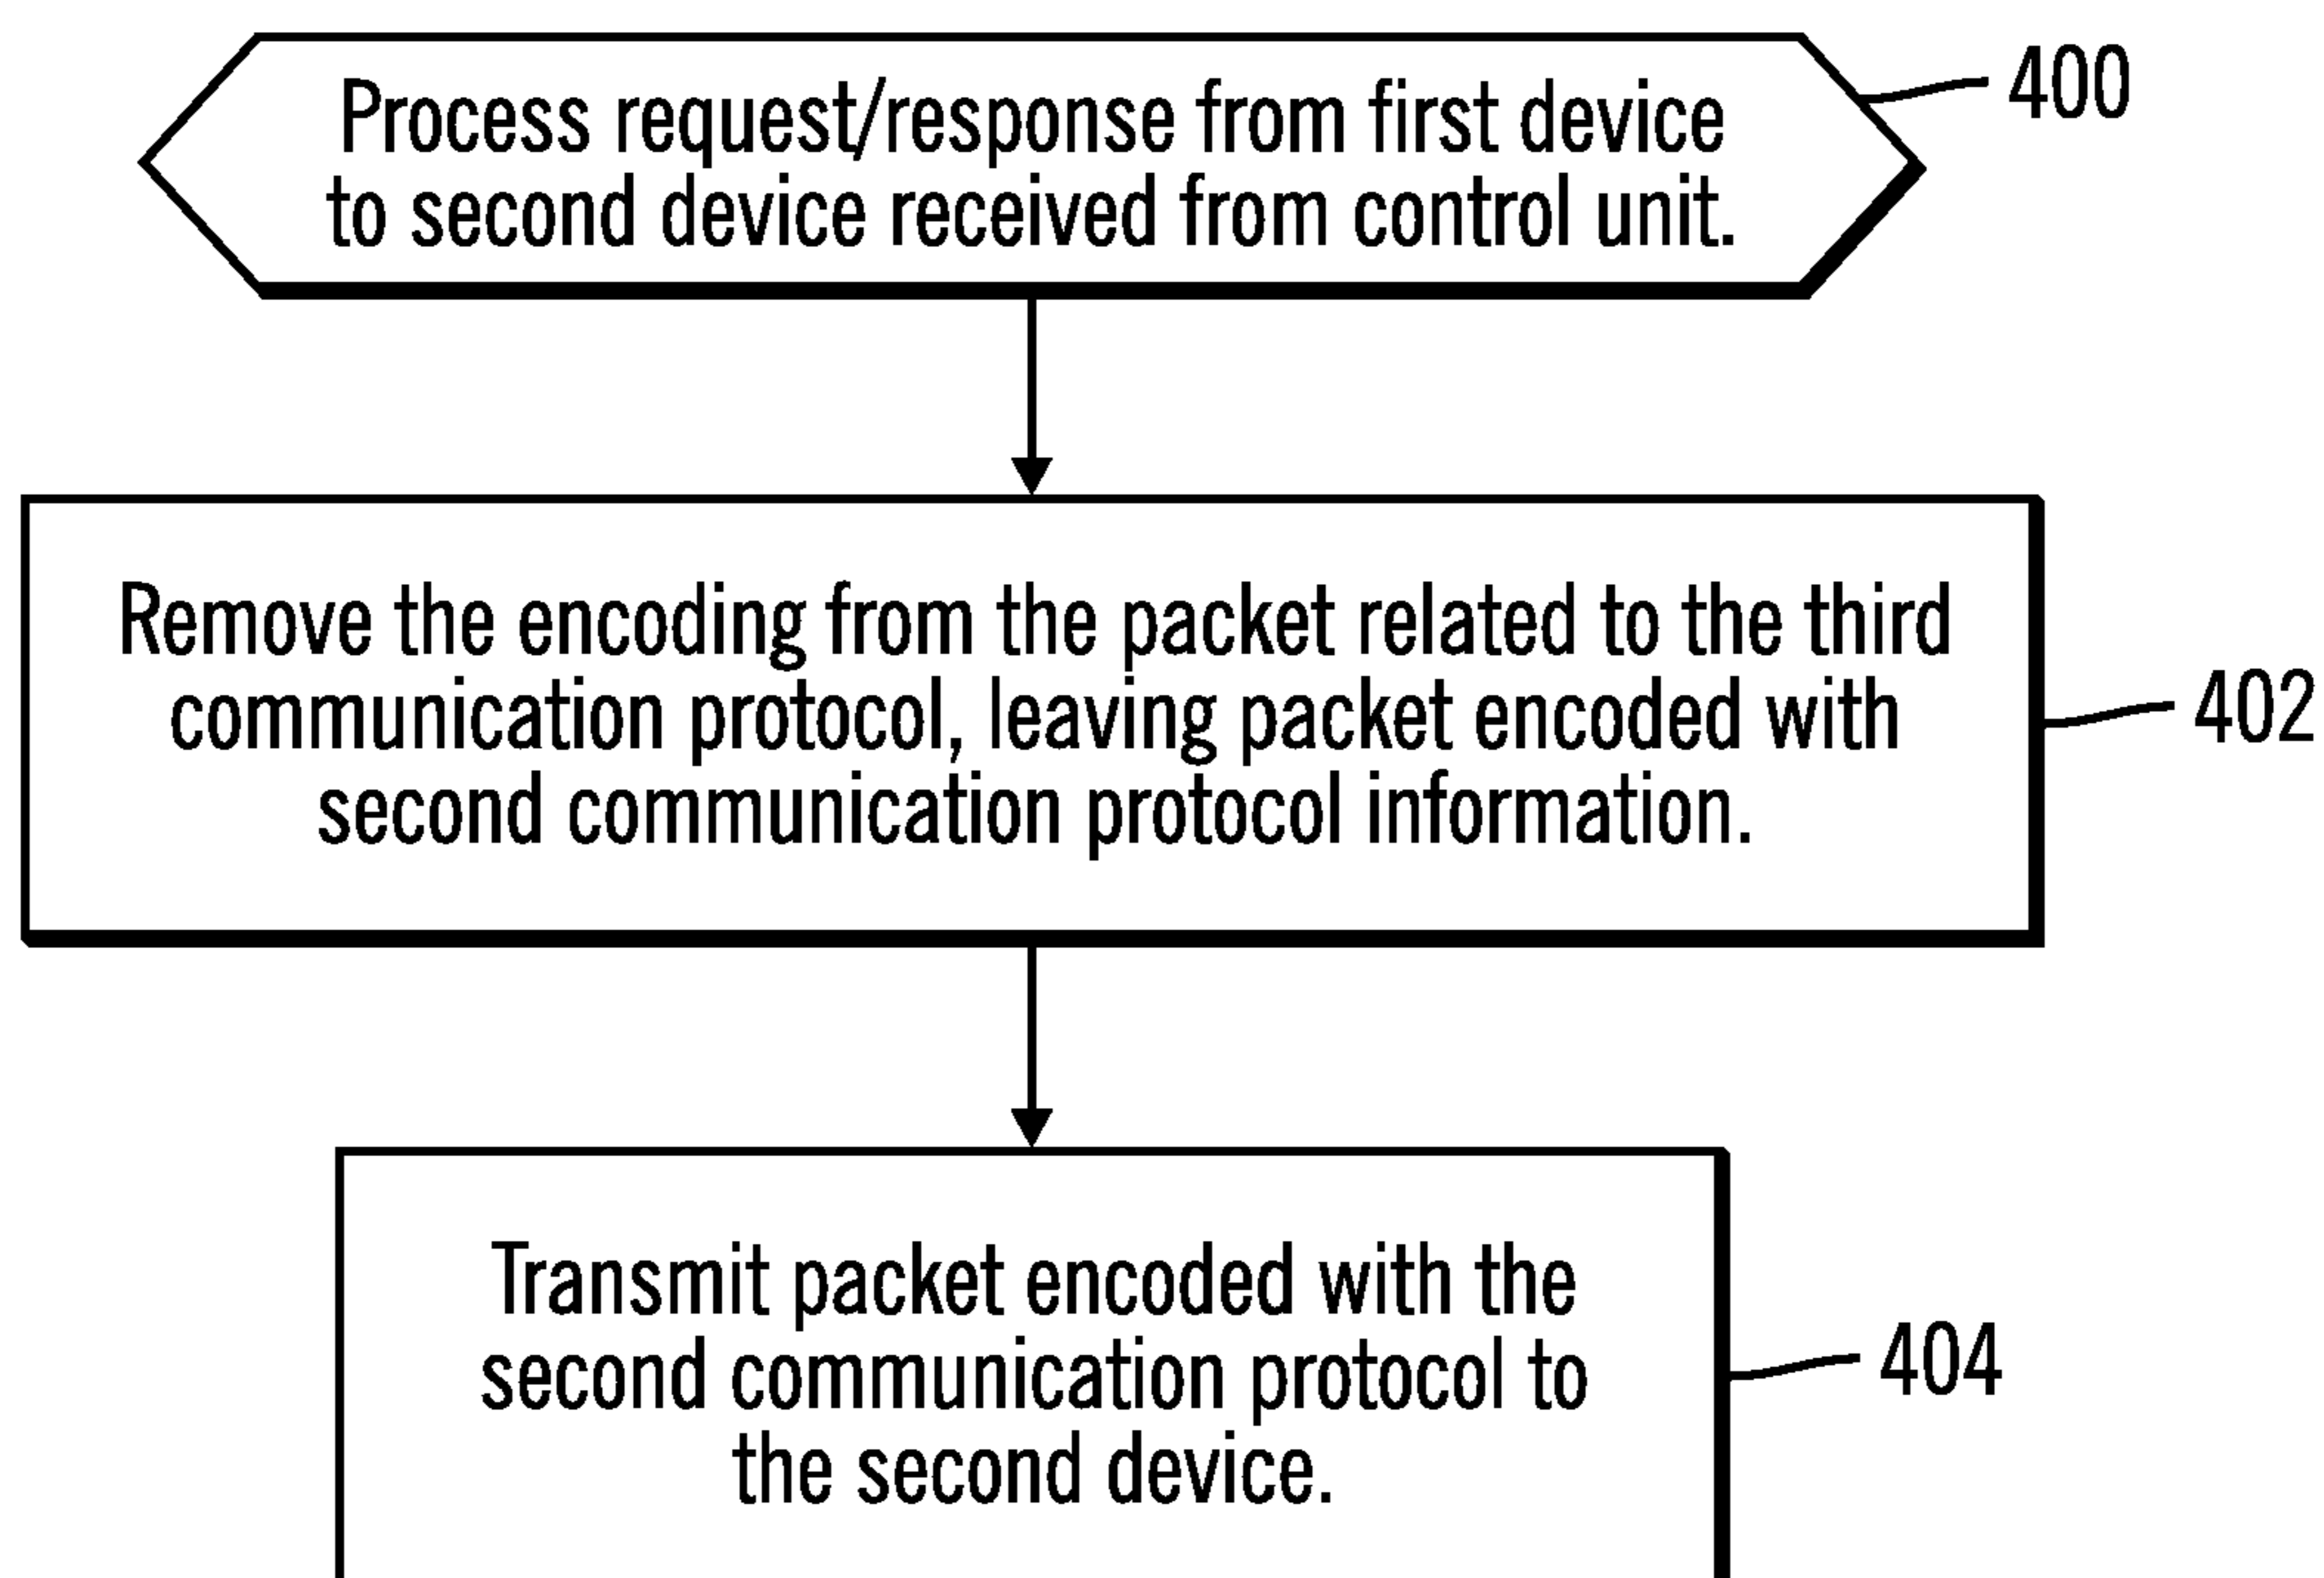 Process request/response from first device
400
to second device received from control unit.
Remove the encoding from the packet related to the third
communication protocol, leaving packet encoded with
402
second communication protocol information.
Transmit packet encoded with the
second communication protocol to
404
the second device.